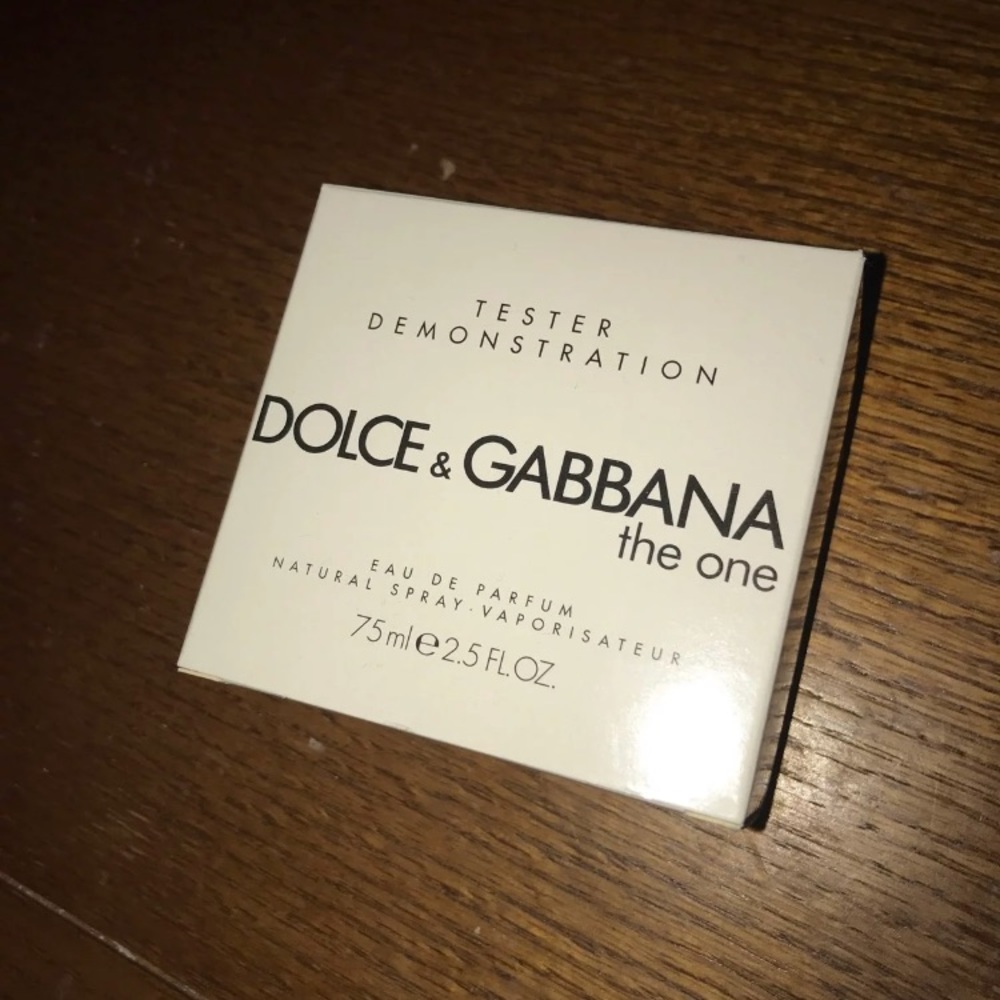 TESTER
DEMONSTRATION
DOLCE & GABBANA
the one
EAU DE PARFUM
NATURAL SPRAY·VAPORISATEUR
75ml℮2.5 FL.OZ.